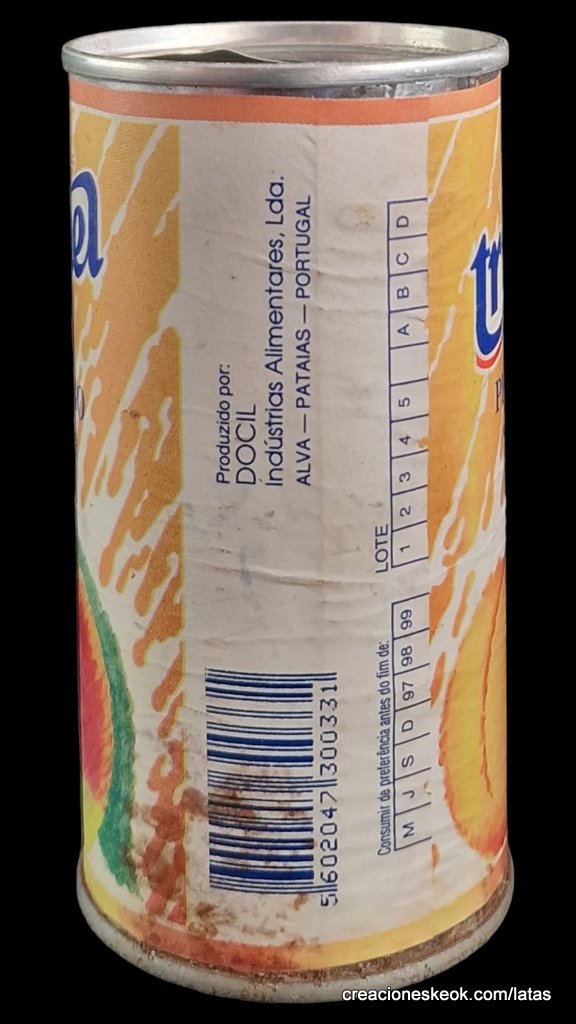 Produzido por:
DOCIL
Indústrias Alimentares, Lda.
ALVA — PATAIAS — PORTUGAL
LOTE
1 2 3 4 5 A B C D
Consumir de preferência antes do fim de:
M J S D 97 98 99
5 602047 300331
creacioneskeok.com/latas